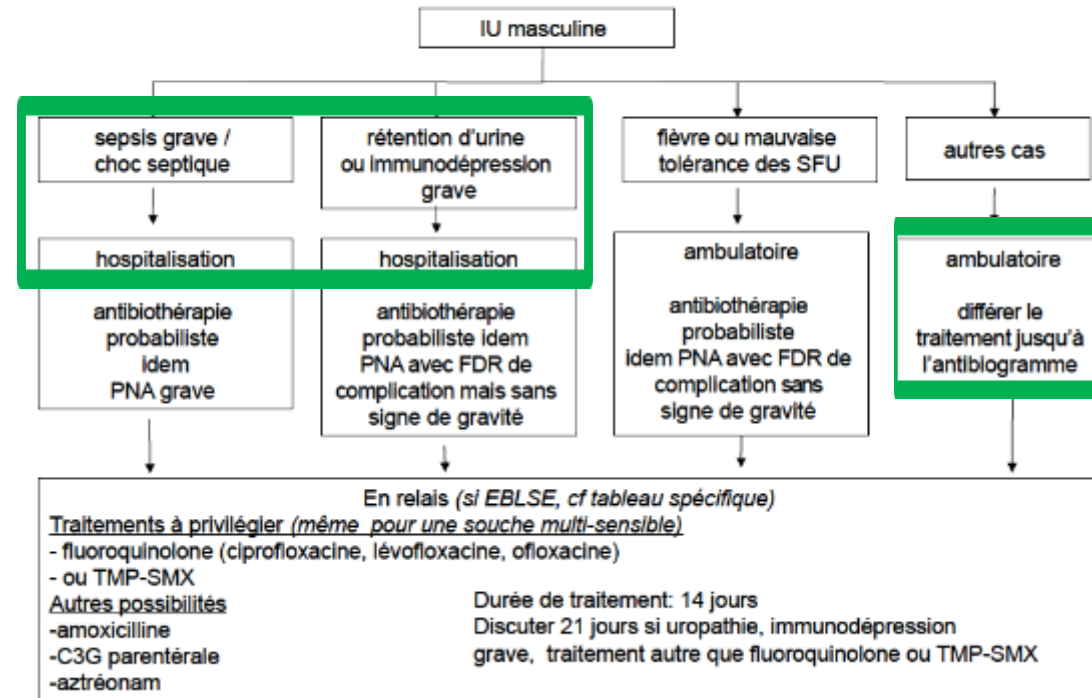 IU masculine
sepsis grave /
choc septique
rétention d'urine
ou immunodépression
grave
fièvre ou mauvaise
tolérance des SFU
autres cas
hospitalisation
antibiothérapie
probabiliste
idem
PNA grave
hospitalisation
antibiothérapie
probabiliste idem
PNA avec FDR de
complication mais sans
signe de gravité
ambulatoire
antibiothérapie
probabiliste
idem PNA avec FDR de
complication sans
signe de gravité
ambulatoire
différer le
traitement jusqu'à
l'antibiogramme
En relais (si EBLSE, cf tableau spécifique)
Traitements à privilégier (même pour une souche multi-sensible)
- fluoroquinolone (ciprofloxacine, lévofloxacine, ofloxacine)
- ou TMP-SMX
Autres possibilités
-amoxicilline
-C3G parentérale
-aztréonam
Durée de traitement: 14 jours
Discuter 21 jours si uropathie, immunodépression
grave, traitement autre que fluoroquinolone ou TMP-SMX